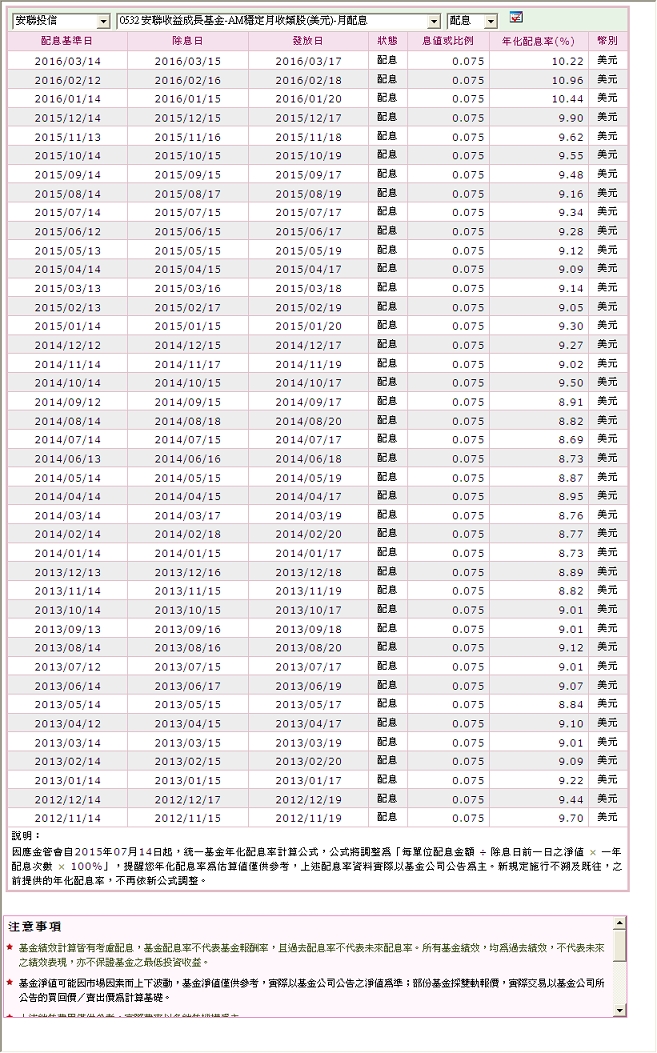 安聯投信 0532 安聯收益成長基金-AM穩定月收類股(美元)-月配息 配息
配息基準日 除息日 發放日 狀態 息值或比例 年化配息率(%) 幣別
2016/03/14 2016/03/15 2016/03/17 配息 0.075 10.22 美元
2016/02/12 2016/02/16 2016/02/18 配息 0.075 10.96 美元
2016/01/14 2016/01/15 2016/01/20 配息 0.075 10.44 美元
2015/12/14 2015/12/15 2015/12/17 配息 0.075 9.90 美元
2015/11/13 2015/11/16 2015/11/18 配息 0.075 9.62 美元
2015/10/14 2015/10/15 2015/10/19 配息 0.075 9.55 美元
2015/09/14 2015/09/15 2015/09/17 配息 0.075 9.48 美元
2015/08/14 2015/08/17 2015/08/19 配息 0.075 9.16 美元
2015/07/14 2015/07/15 2015/07/17 配息 0.075 9.34 美元
2015/06/12 2015/06/15 2015/06/17 配息 0.075 9.28 美元
2015/05/13 2015/05/15 2015/05/19 配息 0.075 9.12 美元
2015/04/14 2015/04/15 2015/04/17 配息 0.075 9.09 美元
2015/03/13 2015/03/16 2015/03/18 配息 0.075 9.14 美元
2015/02/13 2015/02/17 2015/02/19 配息 0.075 9.05 美元
2015/01/14 2015/01/15 2015/01/20 配息 0.075 9.30 美元
2014/12/12 2014/12/15 2014/12/17 配息 0.075 9.27 美元
2014/11/14 2014/11/17 2014/11/19 配息 0.075 9.02 美元
2014/10/14 2014/10/15 2014/10/17 配息 0.075 9.50 美元
2014/09/12 2014/09/15 2014/09/17 配息 0.075 8.91 美元
2014/08/14 2014/08/18 2014/08/20 配息 0.075 8.82 美元
2014/07/14 2014/07/15 2014/07/17 配息 0.075 8.69 美元
2014/06/13 2014/06/16 2014/06/18 配息 0.075 8.73 美元
2014/05/14 2014/05/15 2014/05/19 配息 0.075 8.87 美元
2014/04/14 2014/04/15 2014/04/17 配息 0.075 8.95 美元
2014/03/14 2014/03/17 2014/03/19 配息 0.075 8.76 美元
2014/02/14 2014/02/18 2014/02/20 配息 0.075 8.77 美元
2014/01/14 2014/01/15 2014/01/17 配息 0.075 8.73 美元
2013/12/13 2013/12/16 2013/12/18 配息 0.075 8.89 美元
2013/11/14 2013/11/15 2013/11/19 配息 0.075 8.82 美元
2013/10/14 2013/10/15 2013/10/17 配息 0.075 9.01 美元
2013/09/13 2013/09/16 2013/09/18 配息 0.075 9.01 美元
2013/08/14 2013/08/16 2013/08/20 配息 0.075 9.12 美元
2013/07/12 2013/07/15 2013/07/17 配息 0.075 9.01 美元
2013/06/14 2013/06/17 2013/06/19 配息 0.075 9.07 美元
2013/05/14 2013/05/15 2013/05/17 配息 0.075 8.84 美元
2013/04/12 2013/04/15 2013/04/17 配息 0.075 9.10 美元
2013/03/14 2013/03/15 2013/03/19 配息 0.075 9.01 美元
2013/02/14 2013/02/15 2013/02/20 配息 0.075 9.09 美元
2013/01/14 2013/01/15 2013/01/17 配息 0.075 9.22 美元
2012/12/14 2012/12/17 2012/12/19 配息 0.075 9.44 美元
2012/11/14 2012/11/15 2012/11/19 配息 0.075 9.70 美元
說明：
因應金管會自2015年07月14日起，統一基金年化配息率計算公式，公式將調整為「每單位配息金額 ÷ 除息日前一日之淨值 × 一年
配息次數 × 100%」，提醒您年化配息率為估算值僅供參考，上述配息率資料實際以基金公司公告為主。新規定施行不溯及既往，之
前提供的年化配息率，不再依新公式調整。
注意事項
★ 基金績效計算皆有考慮配息，基金配息率不代表基金報酬率，且過去配息率不代表未來配息率。所有基金績效，均為過去績效，不代表未來
之績效表現，亦不保證基金之最低投資收益。
★ 基金淨值可能因市場因素而上下波動，基金淨值僅供參考，實際以基金公司公告之淨值為準；部份基金採雙軌報價，實際交易以基金公司所
公告的買回價／賣出價為計算基礎。